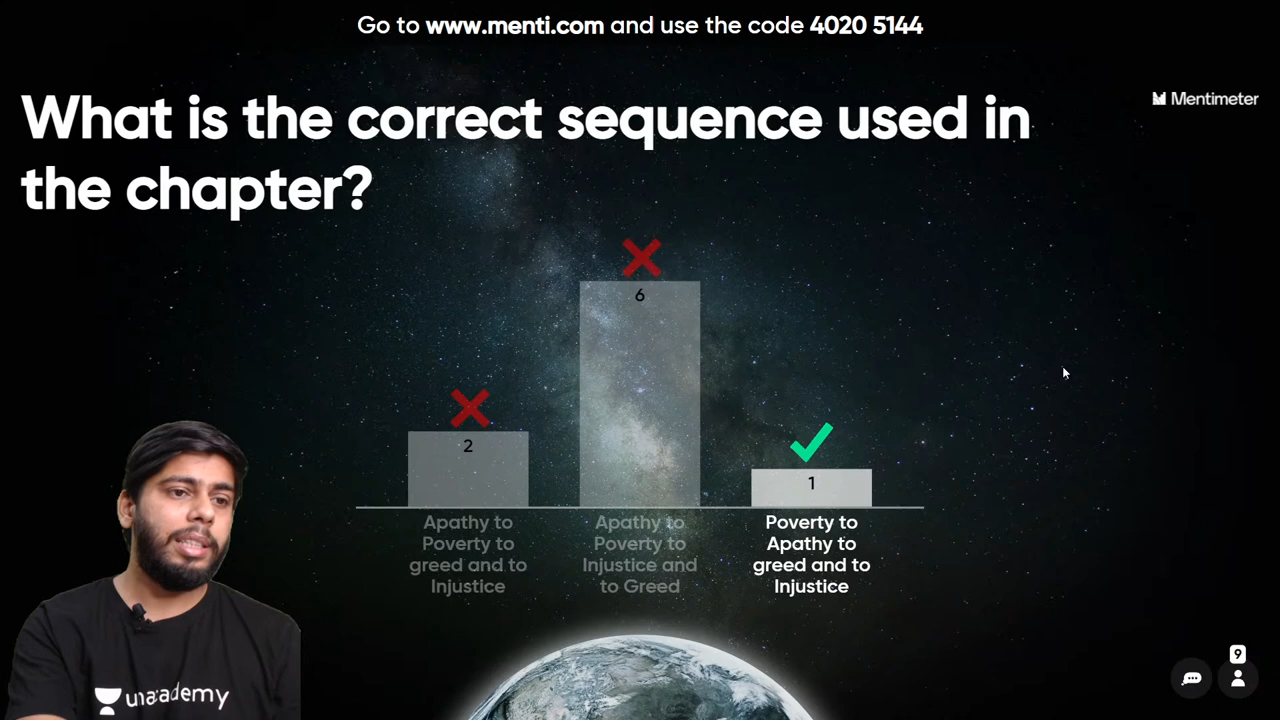 Go to www.menti.com and use the code 4020 5144
Mentimeter
What is the correct sequence used in
the chapter?
2
6
1
Apathy to
Poverty to
greed and to
Injustice
Apathy to
Poverty to
Injustice and
to Greed
Poverty to
Apathy to
greed and to
Injustice
9
unacademy